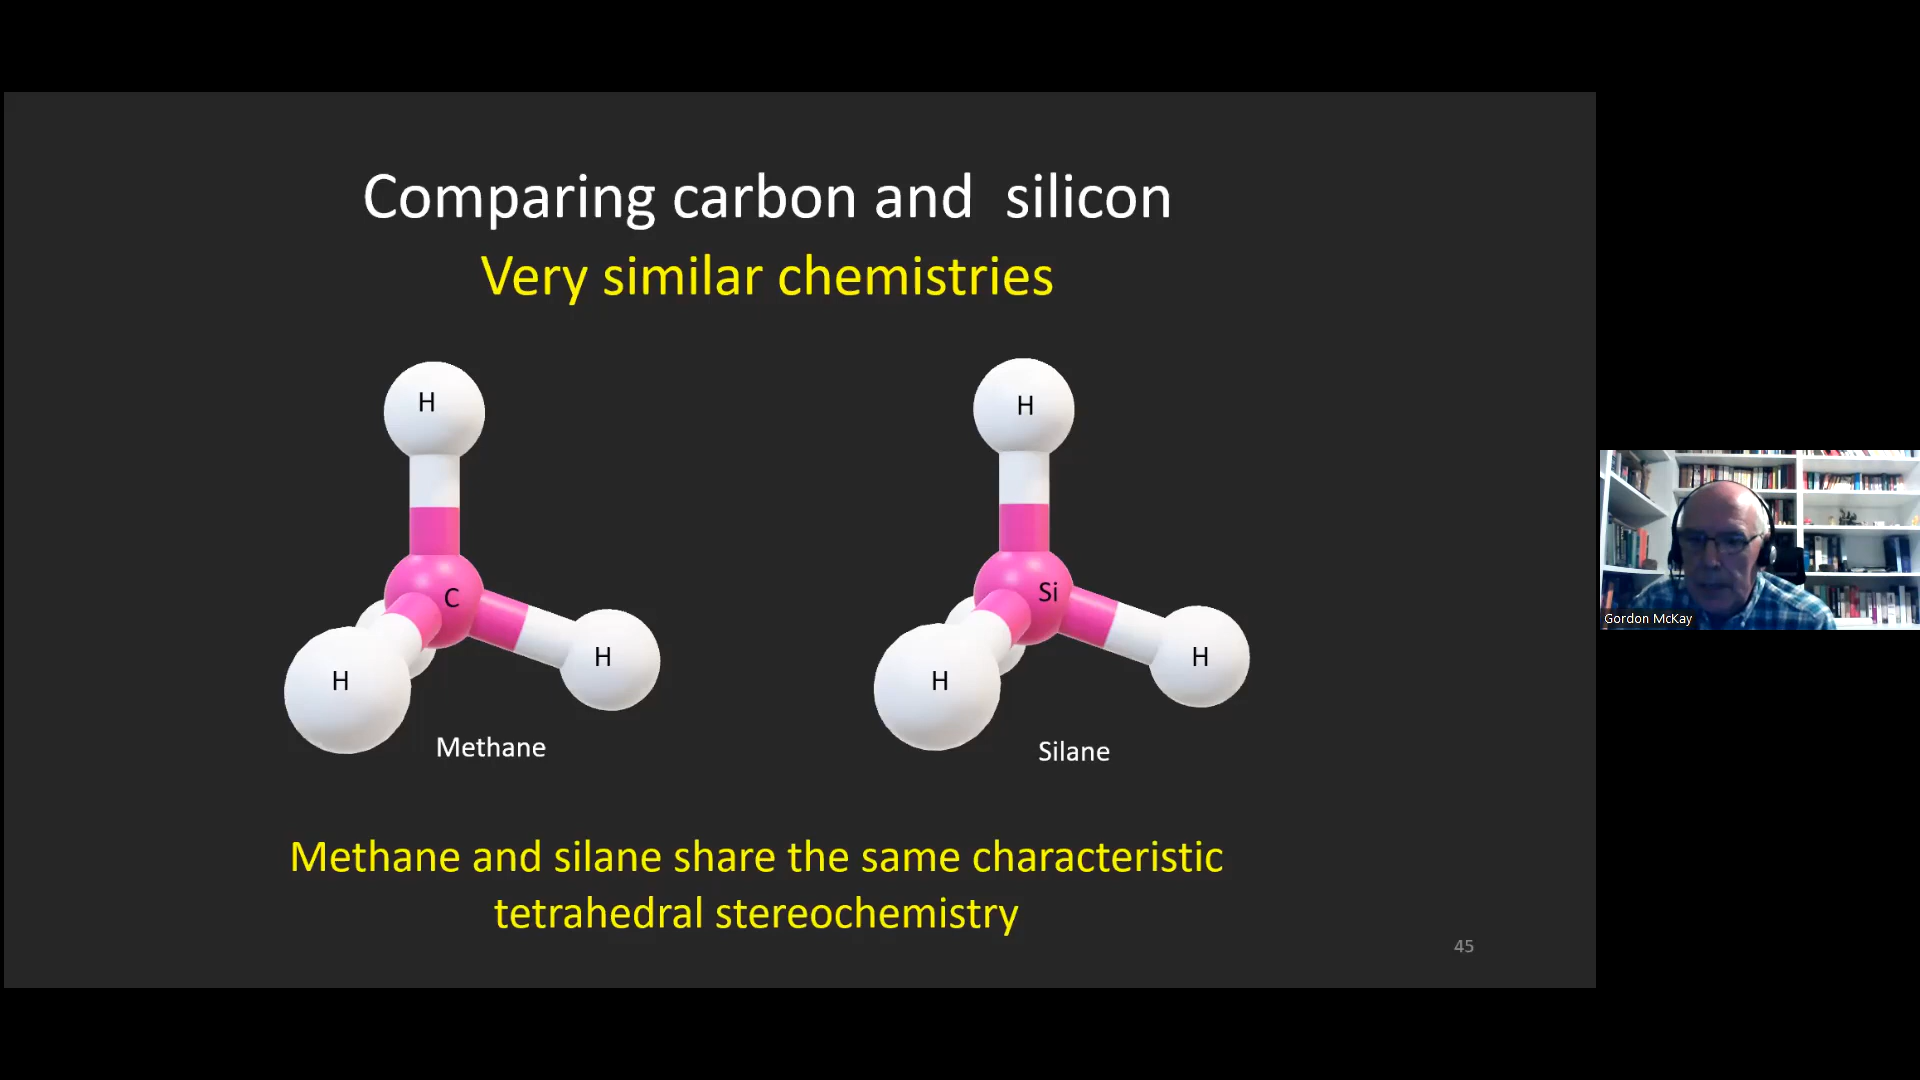 Comparing carbon and  silicon
Very similar chemistries
H
C
H
H
Methane
H
Si
H
H
Silane
Methane and silane share the same characteristic
tetrahedral stereochemistry
45
Gordon McKay